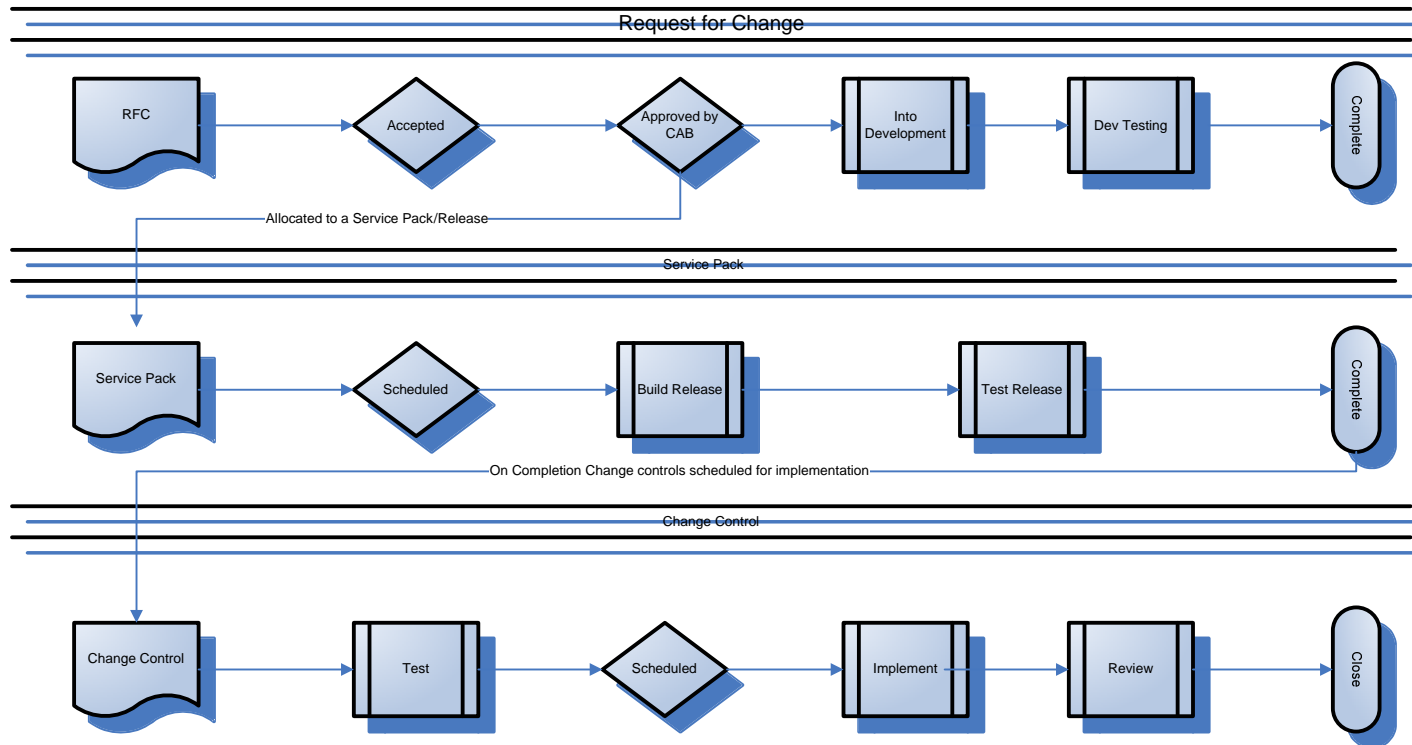 Request for Change
RFC
Accepted
Approved by
CAB
Into
Development
Dev Testing
Complete
Allocated to a Service Pack/Release
Service Pack
Service Pack
Scheduled
Build Release
Test Release
Complete
On Completion Change controls scheduled for implementation
Change Control
Change Control
Test
Scheduled
Implement
Review
Close